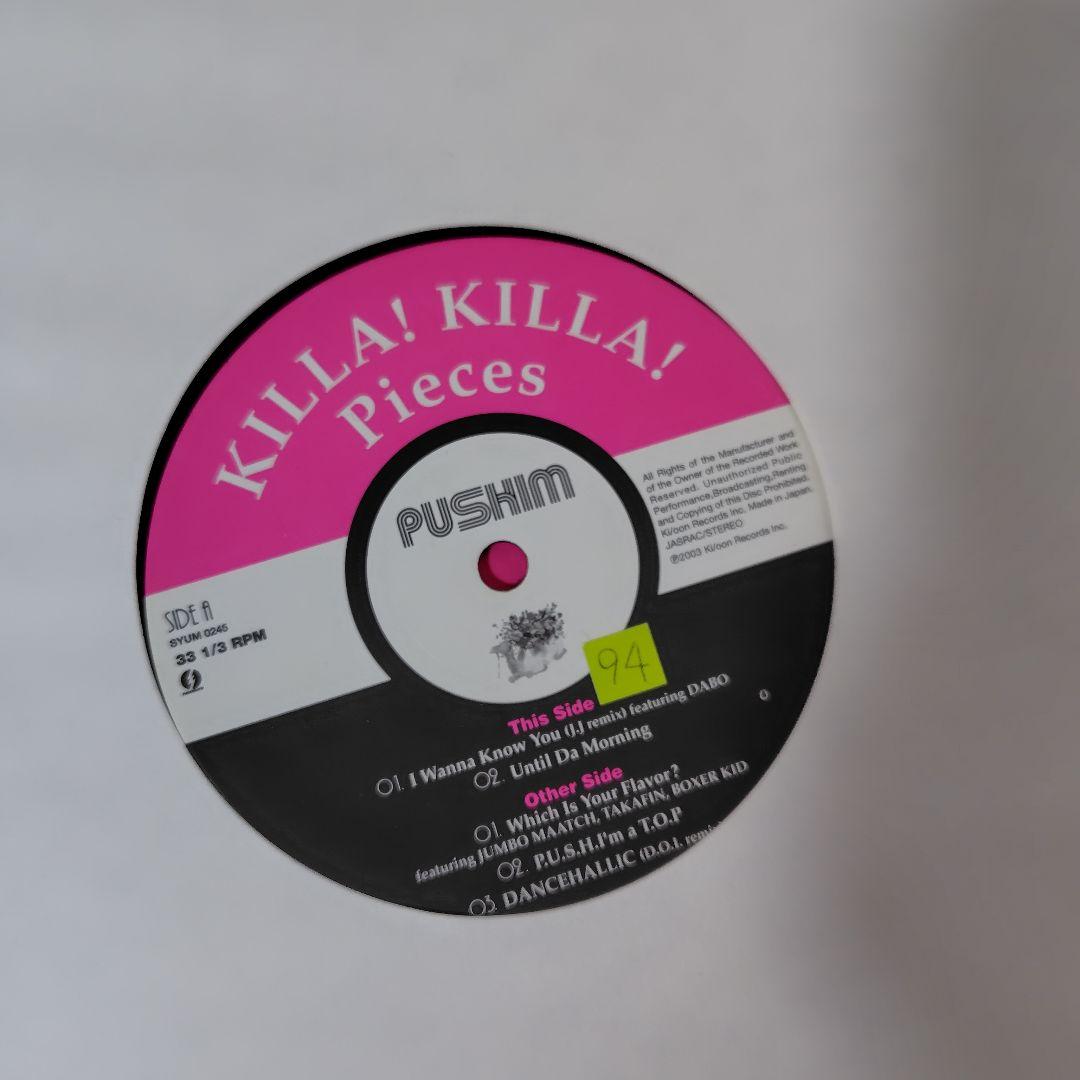 KILLA! KILLA!
Pieces
PUSHIM
All Rights of the Manufacturer and
of the Owner of the Recorded Work
Reserved. Unauthorized Public
Performance,Broadcasting,Renting
and Copying of this Disc Prohibited.
Ki/oon Records Inc. Made in Japan.
JASRAC/STEREO
℗2003 Ki/oon Records Inc.
SIDE A
SYUM 0245
33 1/3 RPM
94
This Side
01. I Wanna Know You (J.J remix) featuring DABO
02. Until Da Morning
Other Side
01. Which Is Your Flavor?
featuring JUMBO MAATCH, TAKAFIN, BOXER KID
02. P.U.S.H.I'm a T.O.P
03. DANCEHALLIC (D.O.I. remix